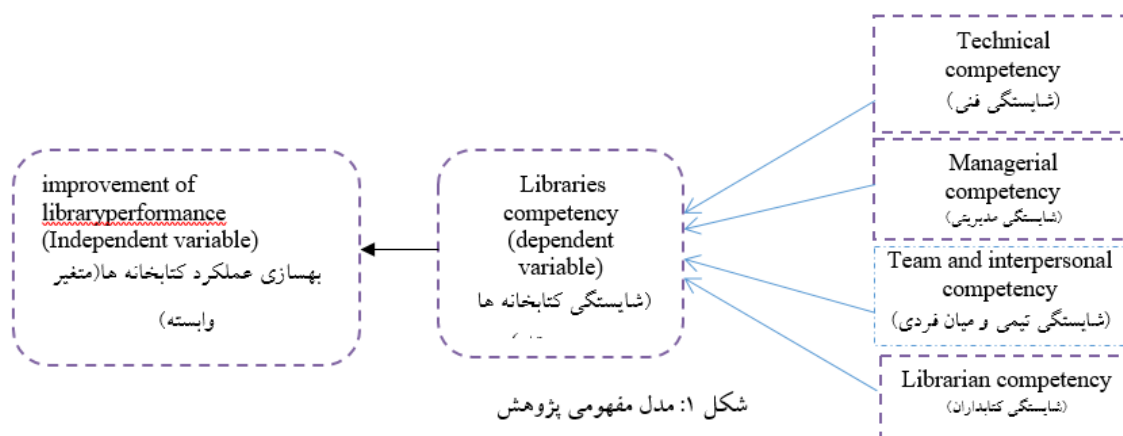 improvement of
libraryperformance
(Independent variable)
بهسازی عملکرد کتابخانه ها(متغیر
وابسته)
Libraries
competency
(dependent
variable)
(شایستگی کتابخانه ها
Technical
competency
(شایستگی فنی)
Managerial
competency
(شایستگی مدیریتی)
Team and interpersonal
competency
(شایستگی تیمی و میان فردی)
Librarian competency
(شایستگی کتابداران)
شکل ۱: مدل مفهومی پژوهش